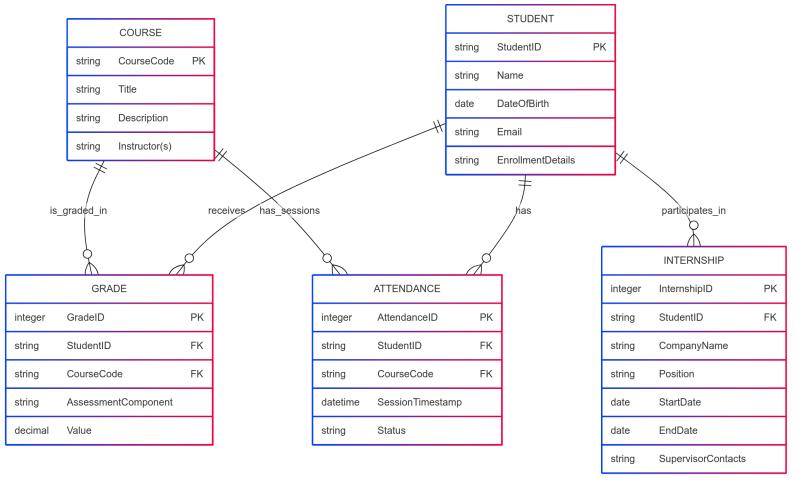 COURSE
string CourseCode PK
string Title
string Description
string Instructor(s)
STUDENT
string StudentID PK
string Name
date DateOfBirth
string Email
string EnrollmentDetails
is_graded_in
receives
has_sessions
has
participates_in
GRADE
integer GradeID PK
string StudentID FK
string CourseCode FK
string AssessmentComponent
decimal Value
ATTENDANCE
integer AttendanceID PK
string StudentID FK
string CourseCode FK
datetime SessionTimestamp
string Status
INTERNSHIP
integer InternshipID PK
string StudentID FK
string CompanyName
string Position
date StartDate
date EndDate
string SupervisorContacts